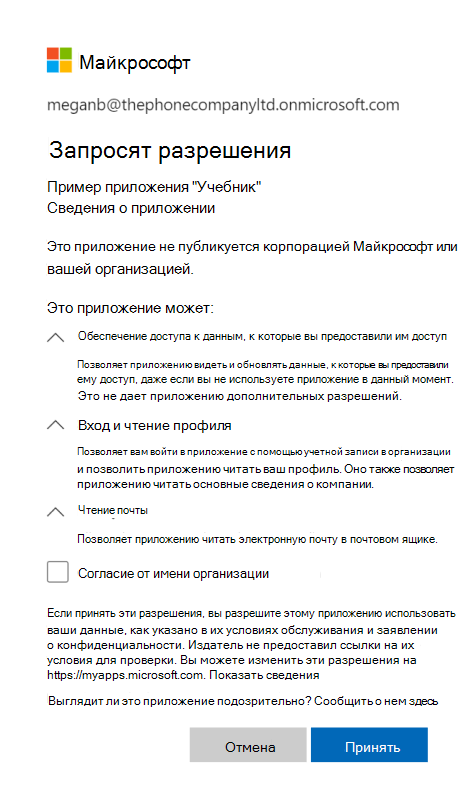 Майкрософт
meganb@thephonecompanyltd.onmicrosoft.com
Запросят разрешения
Пример приложения "Учебник"
Сведения о приложении
Это приложение не публикуется корпорацией Майкрософт или
вашей организацией.
Это приложение может:
Обеспечение доступа к данным, к которые вы предоставили им доступ
Позволяет приложению видеть и обновлять данные, к которые вы предоставили
ему доступ, даже если вы не используете приложение в данный момент.
Это не дает приложению дополнительных разрешений.
Вход и чтение профиля
Позволяет вам войти в приложение с помощью учетной записи в организации
и позволить приложению читать ваш профиль. Оно также позволяет
приложению читать основные сведения о компании.
Чтение почты
Позволяет приложению читать электронную почту в почтовом ящике.
Согласие от имени организации
Если принять эти разрешения, вы разрешите этому приложению использовать
ваши данные, как указано в их условиях обслуживания и заявлении
о конфиденциальности. Издатель не предоставил ссылки на их
условия для проверки. Вы можете изменить эти разрешения на
https://myapps.microsoft.com. Показать сведения
Выглядит ли это приложение подозрительно? Сообщить о нем здесь
Отмена
Принять